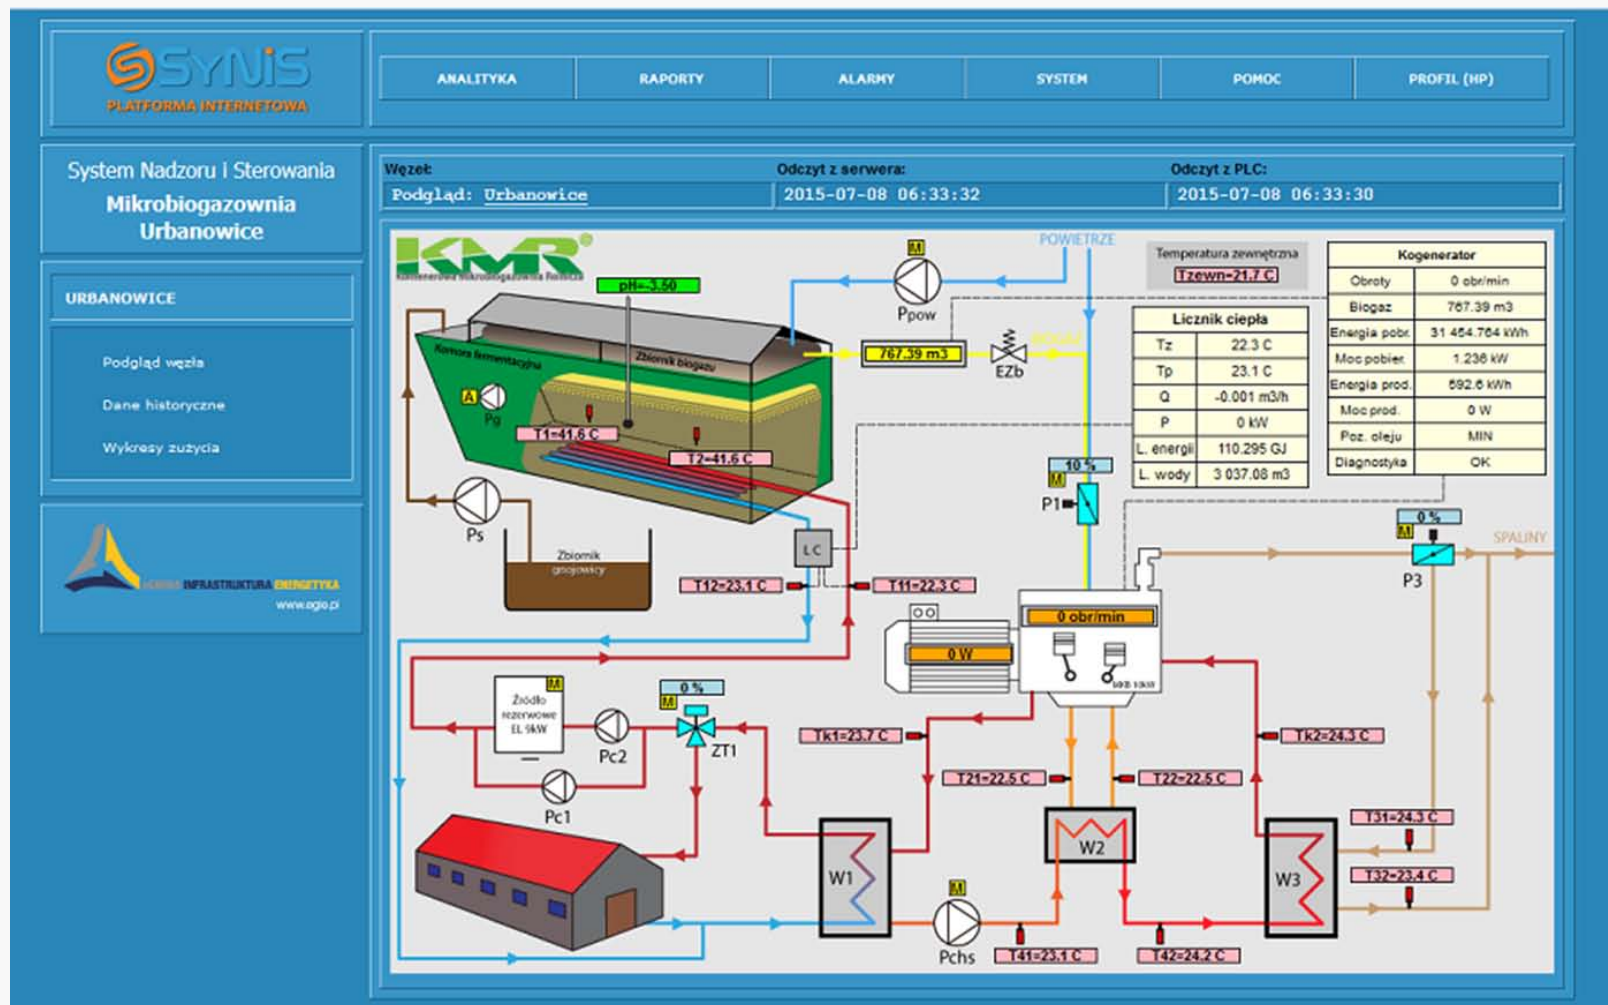 SYNiS
PLATFORMA INTERNETOWA
ANALITYKA
RAPORTY
ALARMY
SYSTEM
POMOC
PROFIL (HP)
System Nadzoru i Sterowania
Mikrobiogazownia
Urbanowice
URBANOWICE
Podgląd węzła
Dane historyczne
Wykresy zużycia
INFRASTRUKTURA ENERGETYKA
Węzeł:
Odczyt z serwera:
Odczyt z PLC:
Podgląd: Urbanowice
2015-07-08 06:33:32
2015-07-08 06:33:30
KMR®
Kontenerowa Mikrobiogazownia Rolnicza
pH=-3.50
M
Ppow
POWIETRZE
Temperatura zewnętrzna
Tzewn=21.7 C
Kogenerator
Obroty 0 obr/min
Biogaz 767.39 m3
Energia pobr. 31 454.764 kWh
Moc pobier. 1.236 kW
Energia prod. 692.6 kWh
Moc prod. 0 W
Poz. oleju MIN
Diagnostyka OK
Licznik ciepła
Tz 22.3 C
Tp 23.1 C
Q -0.001 m3/h
P 0 kW
L. energii 110.295 GJ
L. wody 3 037.08 m3
Komora fermentacyjna
Zbiornik biogazu
767.39 m3
BIOGAZ
EZb
A
Pg
T1=41.6 C
T2=41.6 C
Ps
Zbiornik
gnojowicy
LC
T12=23.1 C
T11=22.3 C
10 %
M
P1
0 %
M
P3
SPALINY
0 obr/min
0 W
Źródło
rezerwowe
EL 9kW
M
Pc2
Pc1
0 %
M
ZT1
Tk1=23.7 C
Tk2=24.3 C
T21=22.5 C
T22=22.5 C
W1
W2
W3
T31=24.3 C
T32=23.4 C
M
Pchs
T41=23.1 C
T42=24.2 C